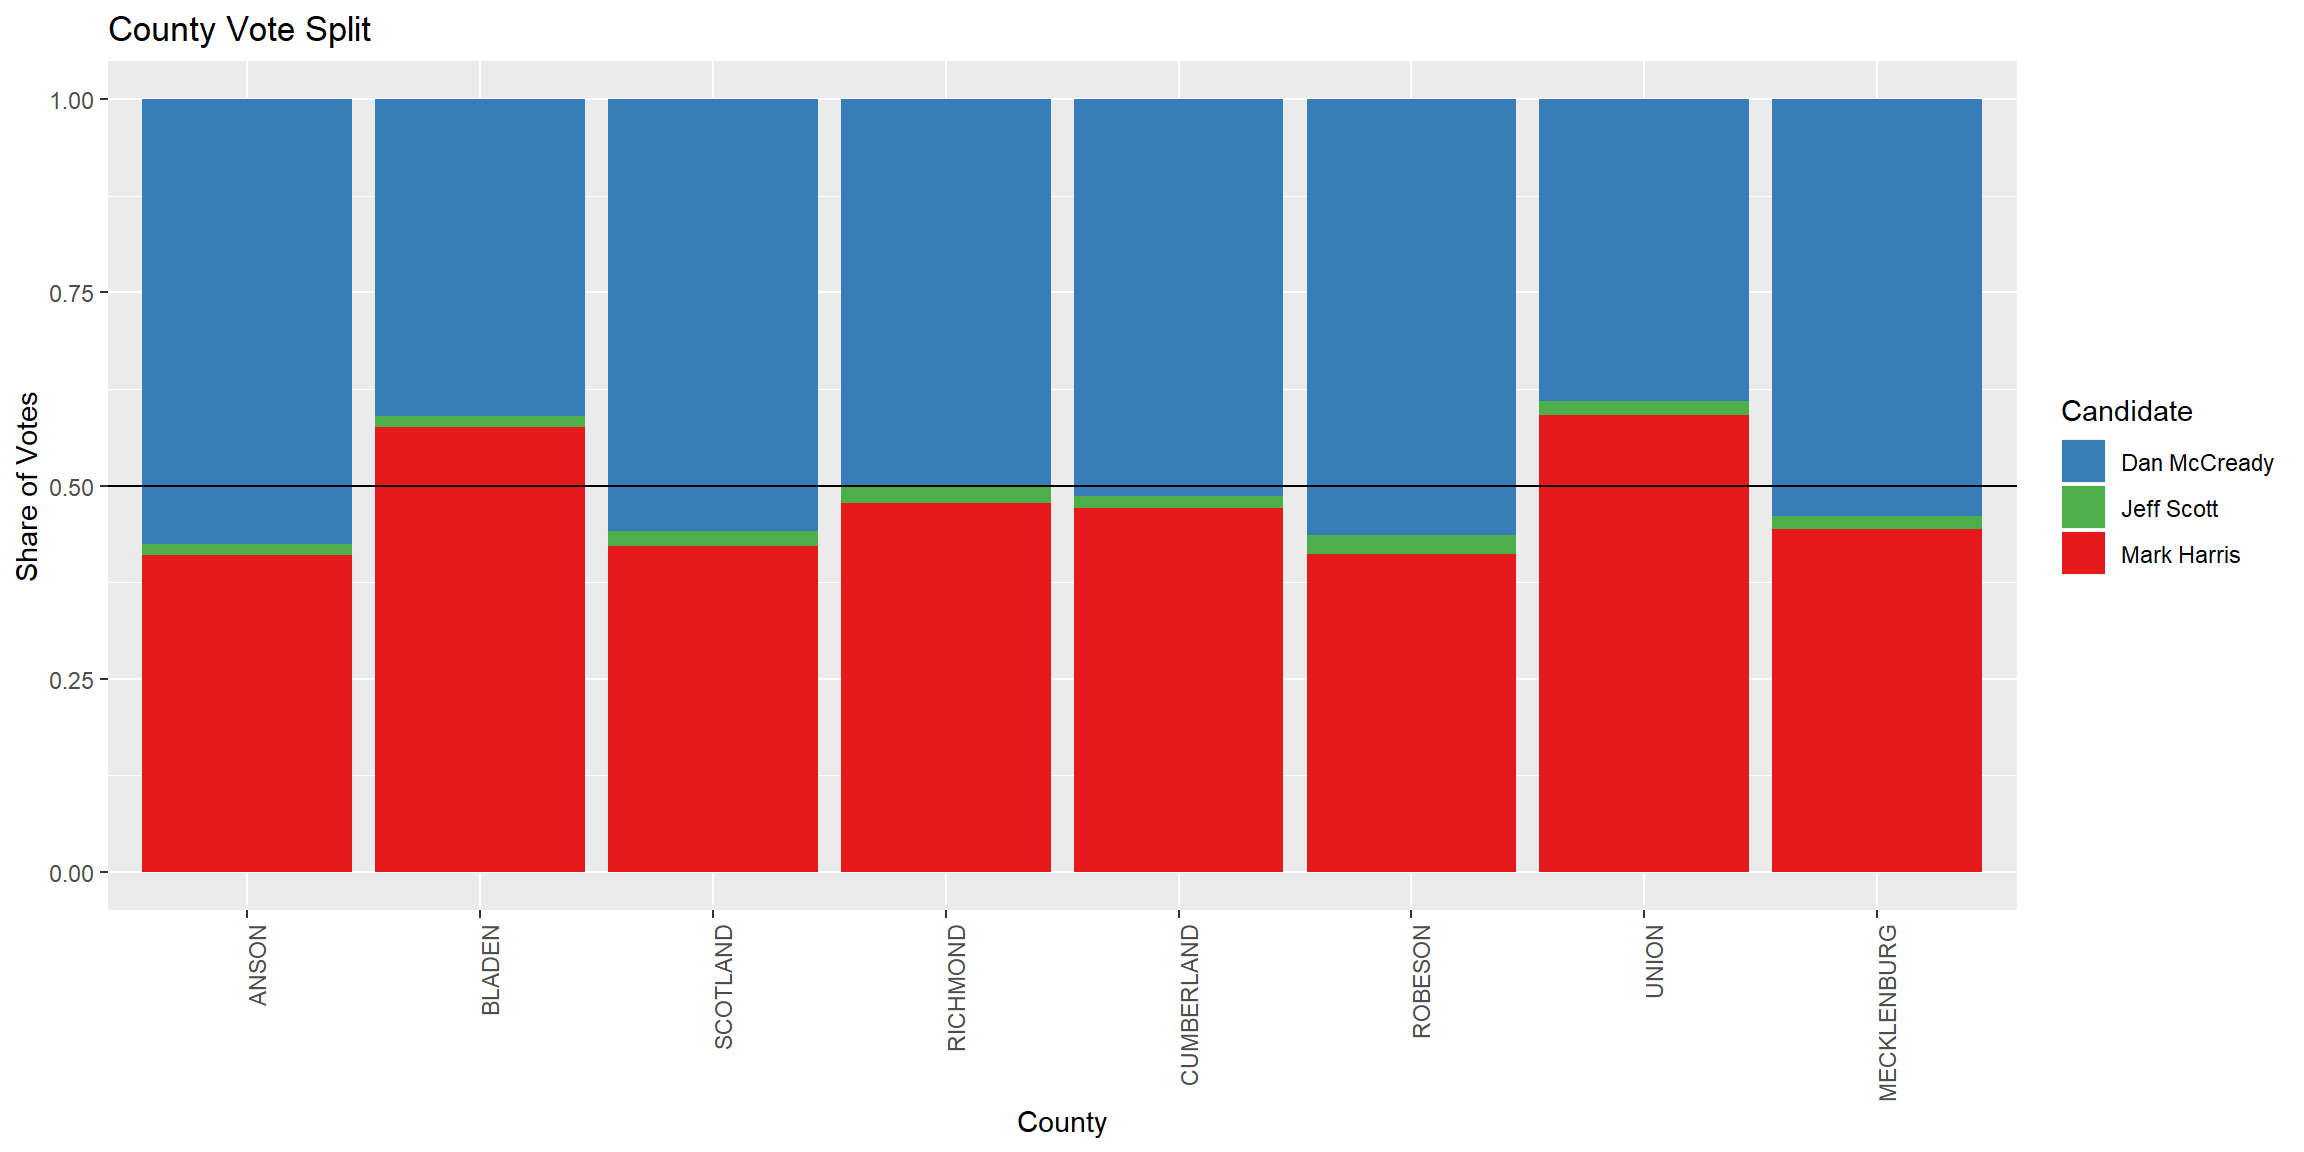 County Vote Split
Share of Votes
1.00
0.75
0.50
0.25
0.00
ANSON
BLADEN
SCOTLAND
RICHMOND
CUMBERLAND
ROBESON
UNION
MECKLENBURG
County
Candidate
Dan McCready
Jeff Scott
Mark Harris